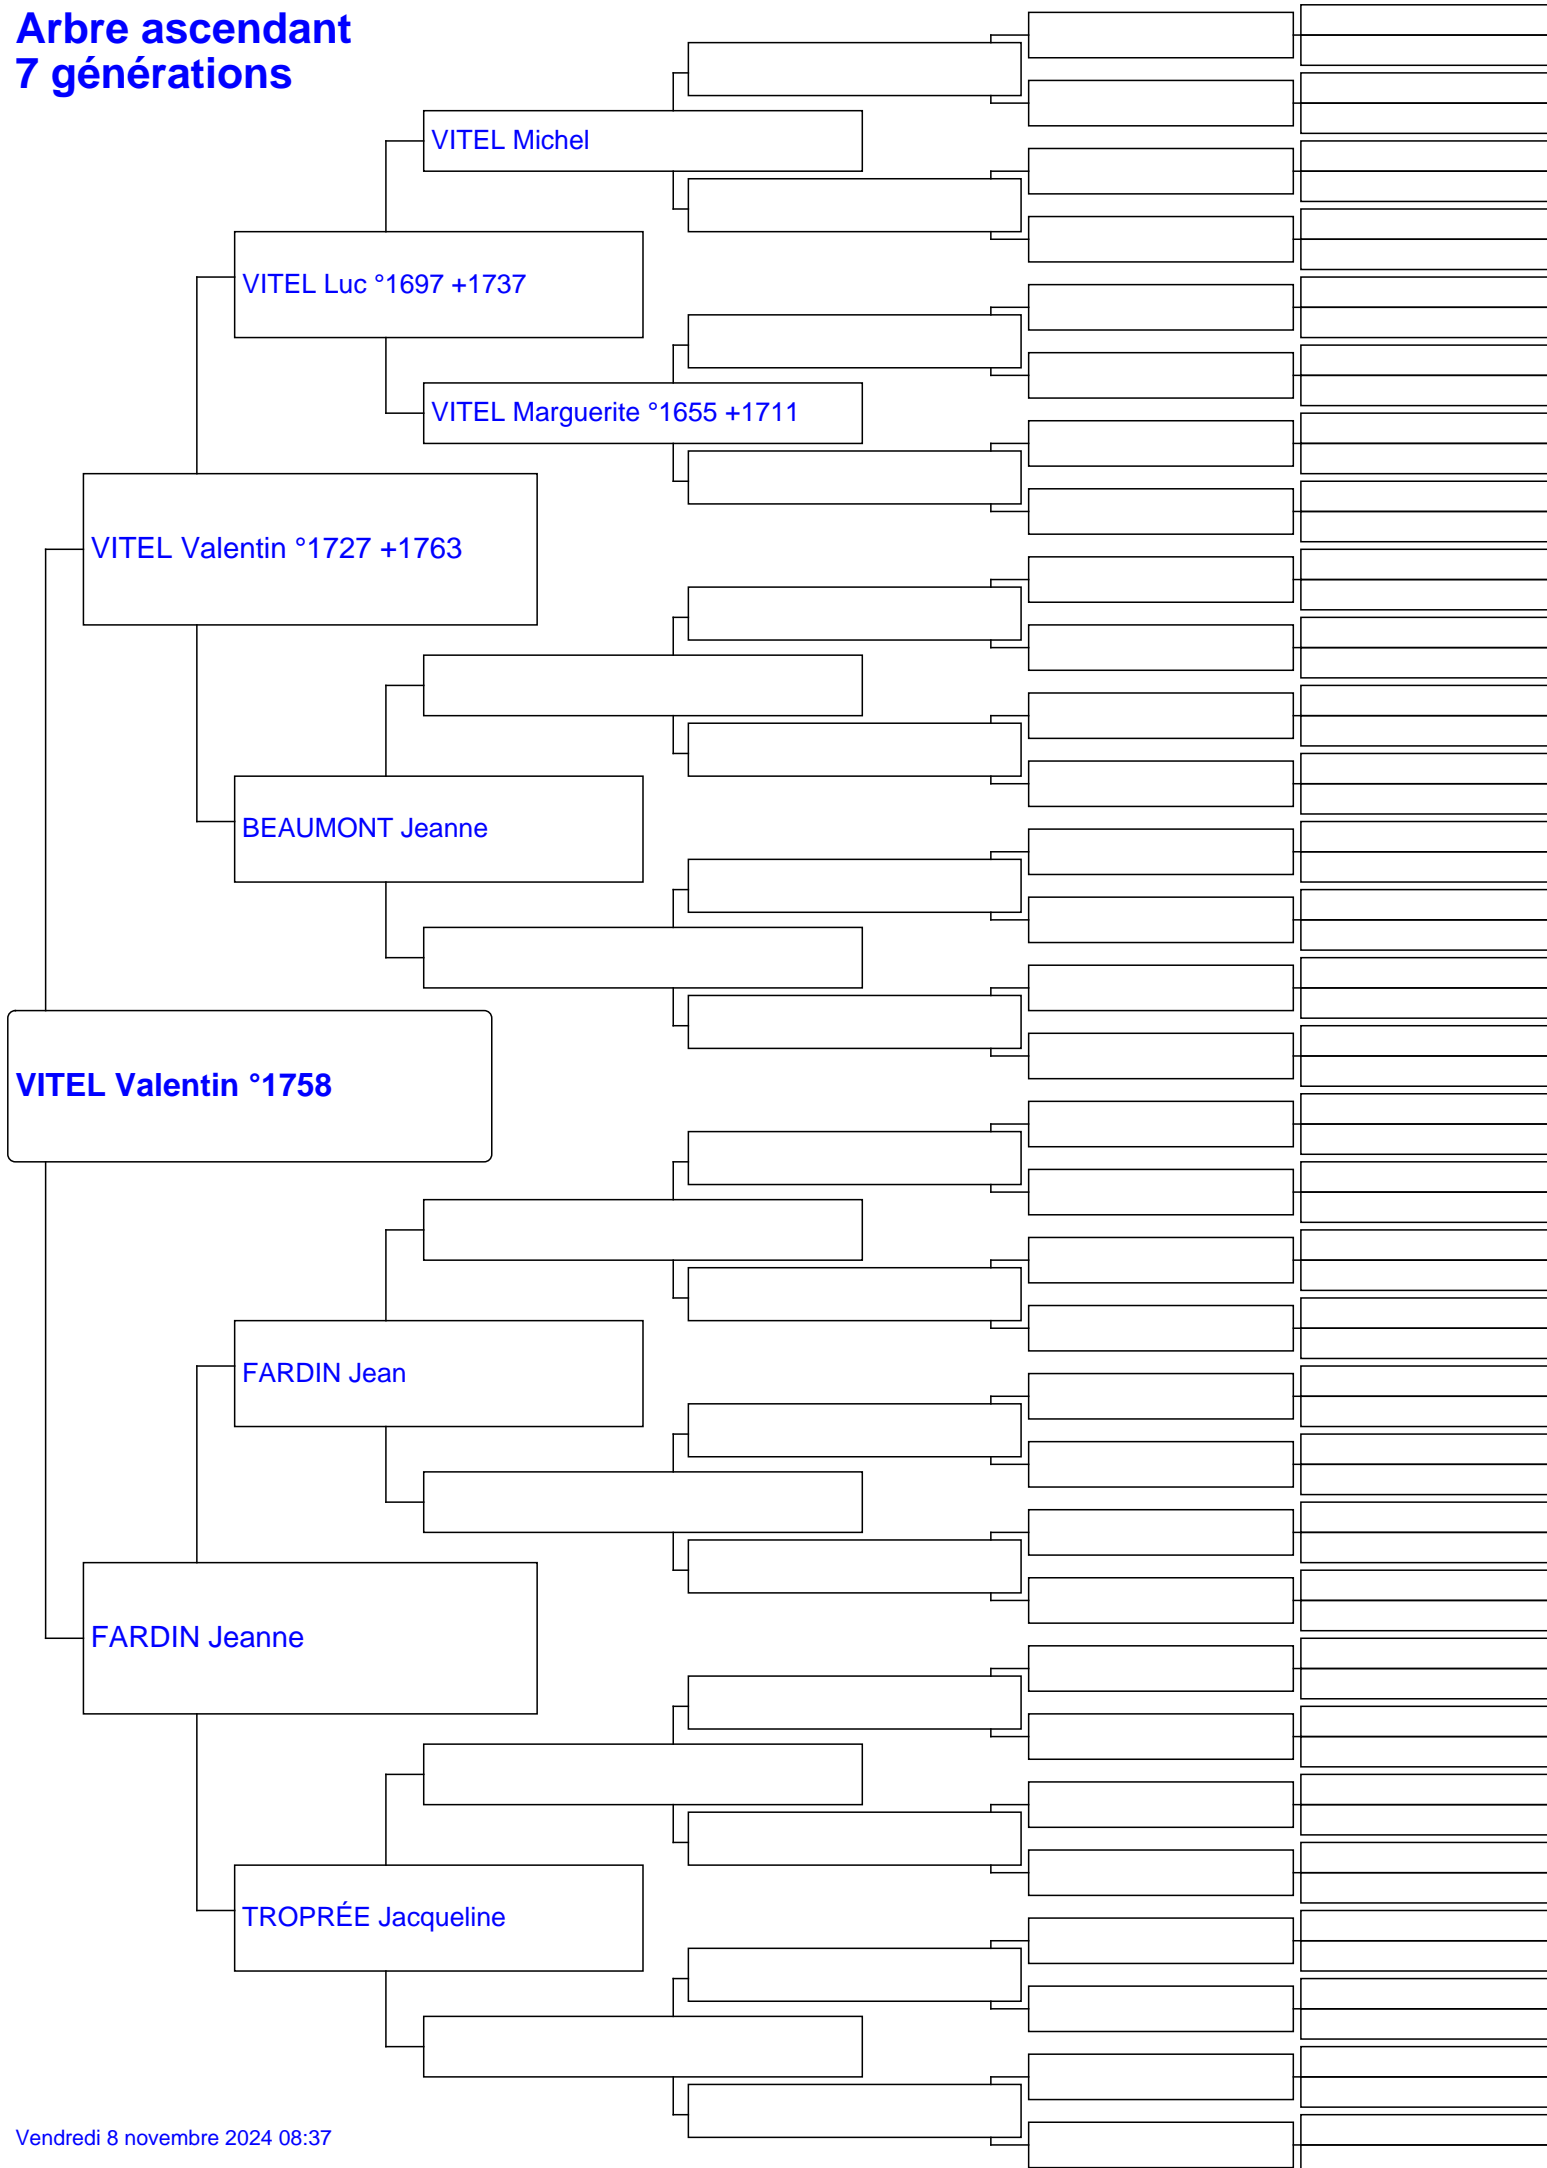 Arbre ascendant
7 générations
VITEL Michel
VITEL Luc °1697 +1737
VITEL Marguerite °1655 +1711
VITEL Valentin °1727 +1763
BEAUMONT Jeanne
VITEL Valentin °1758
FARDIN Jean
FARDIN Jeanne
TROPRÉE Jacqueline
Vendredi 8 novembre 2024 08:37